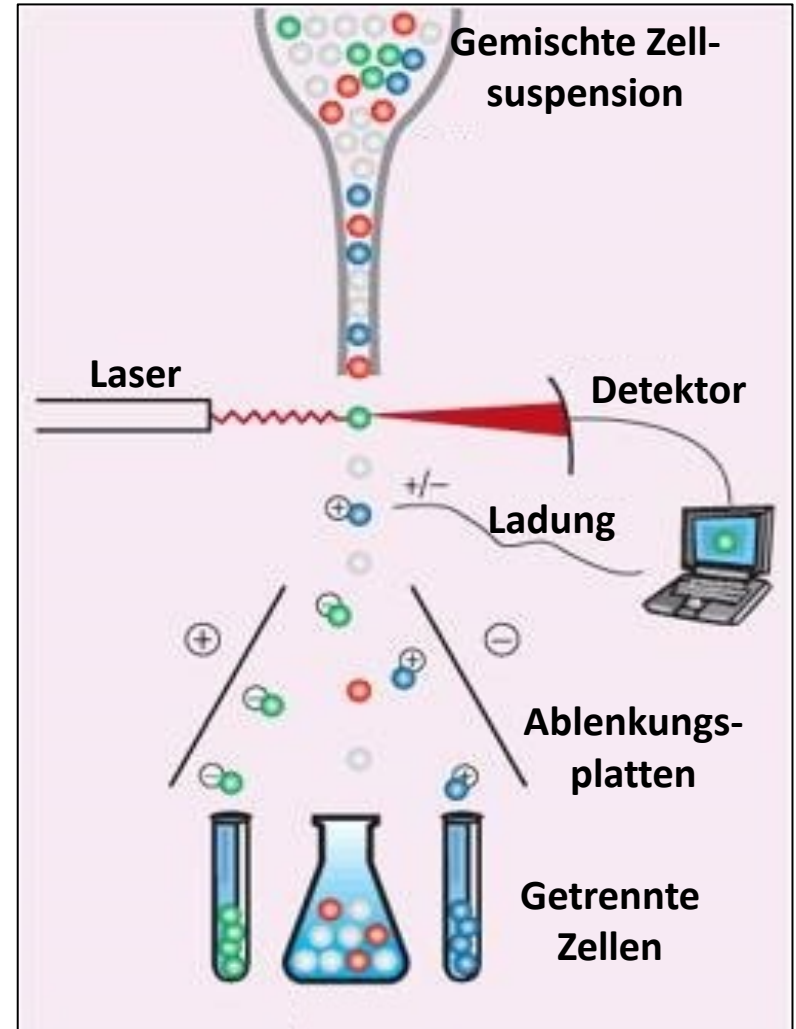 Gemischte Zell-
suspension
Laser
Detektor
+/−
Ladung
+
+
−
−
+
−
Ablenkungs-
platten
−
+
Getrennte
Zellen